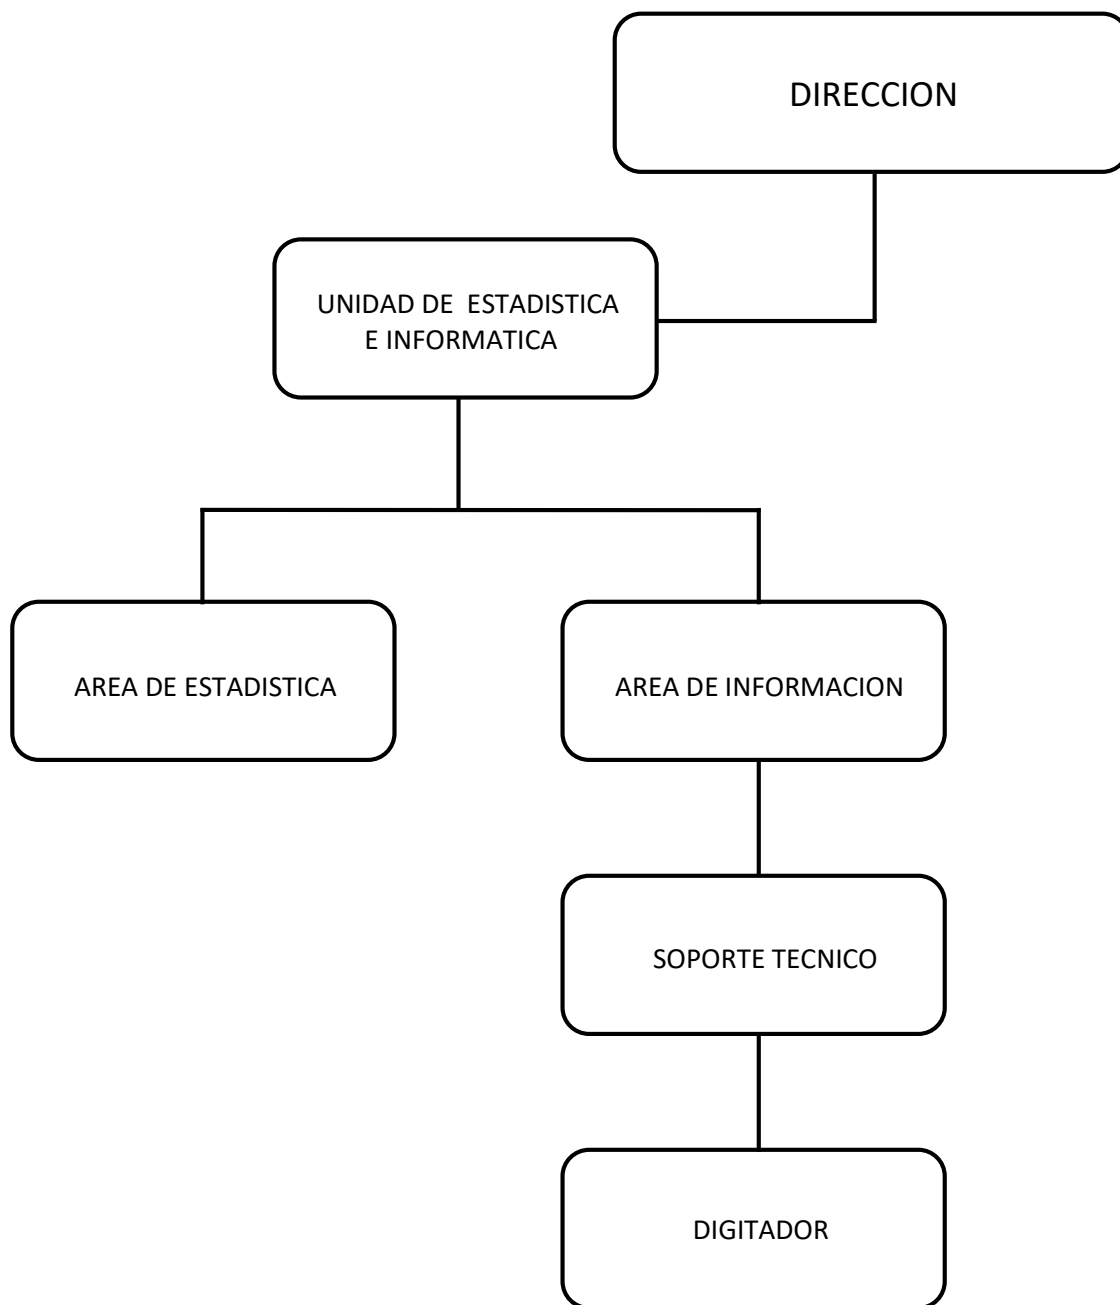 DIRECCION
UNIDAD DE  ESTADISTICA
E INFORMATICA
AREA DE ESTADISTICA
AREA DE INFORMACION
SOPORTE TECNICO
DIGITADOR